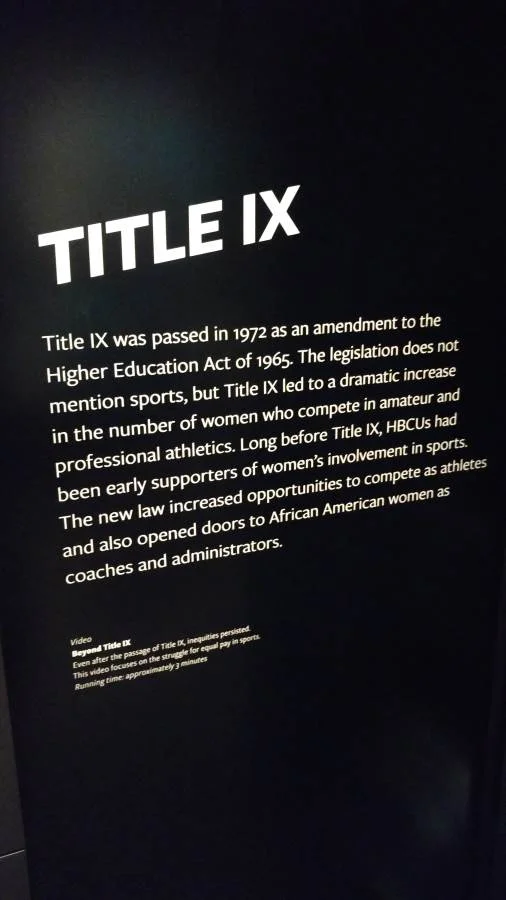 TITLE IX
Title IX was passed in 1972 as an amendment to the
Higher Education Act of 1965. The legislation does not
mention sports, but Title IX led to a dramatic increase
in the number of women who compete in amateur and
professional athletics. Long before Title IX, HBCUs had
been early supporters of women’s involvement in sports.
The new law increased opportunities to compete as athletes
and also opened doors to African American women as
coaches and administrators.
Video
Beyond Title IX
Even after the passage of Title IX, inequities persisted.
This video focuses on the struggle for equal pay in sports.
Running time: approximately 3 minutes